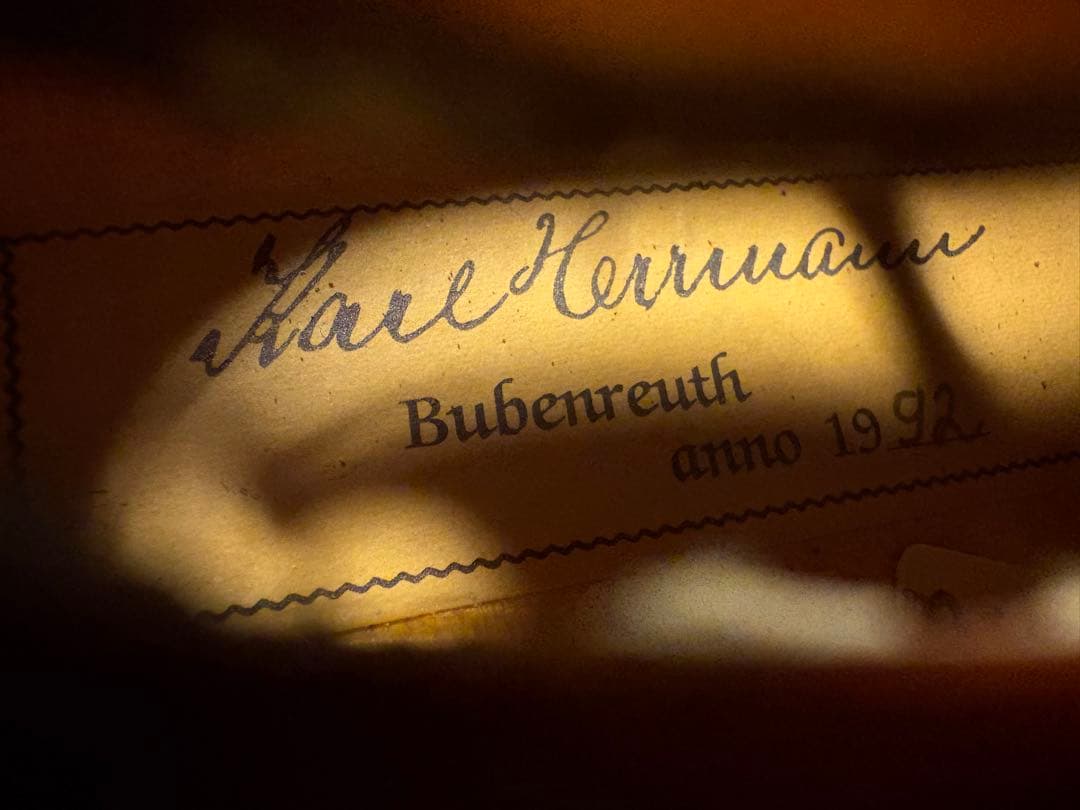 Karl Herrmann
Bubenreuth
anno 1992.